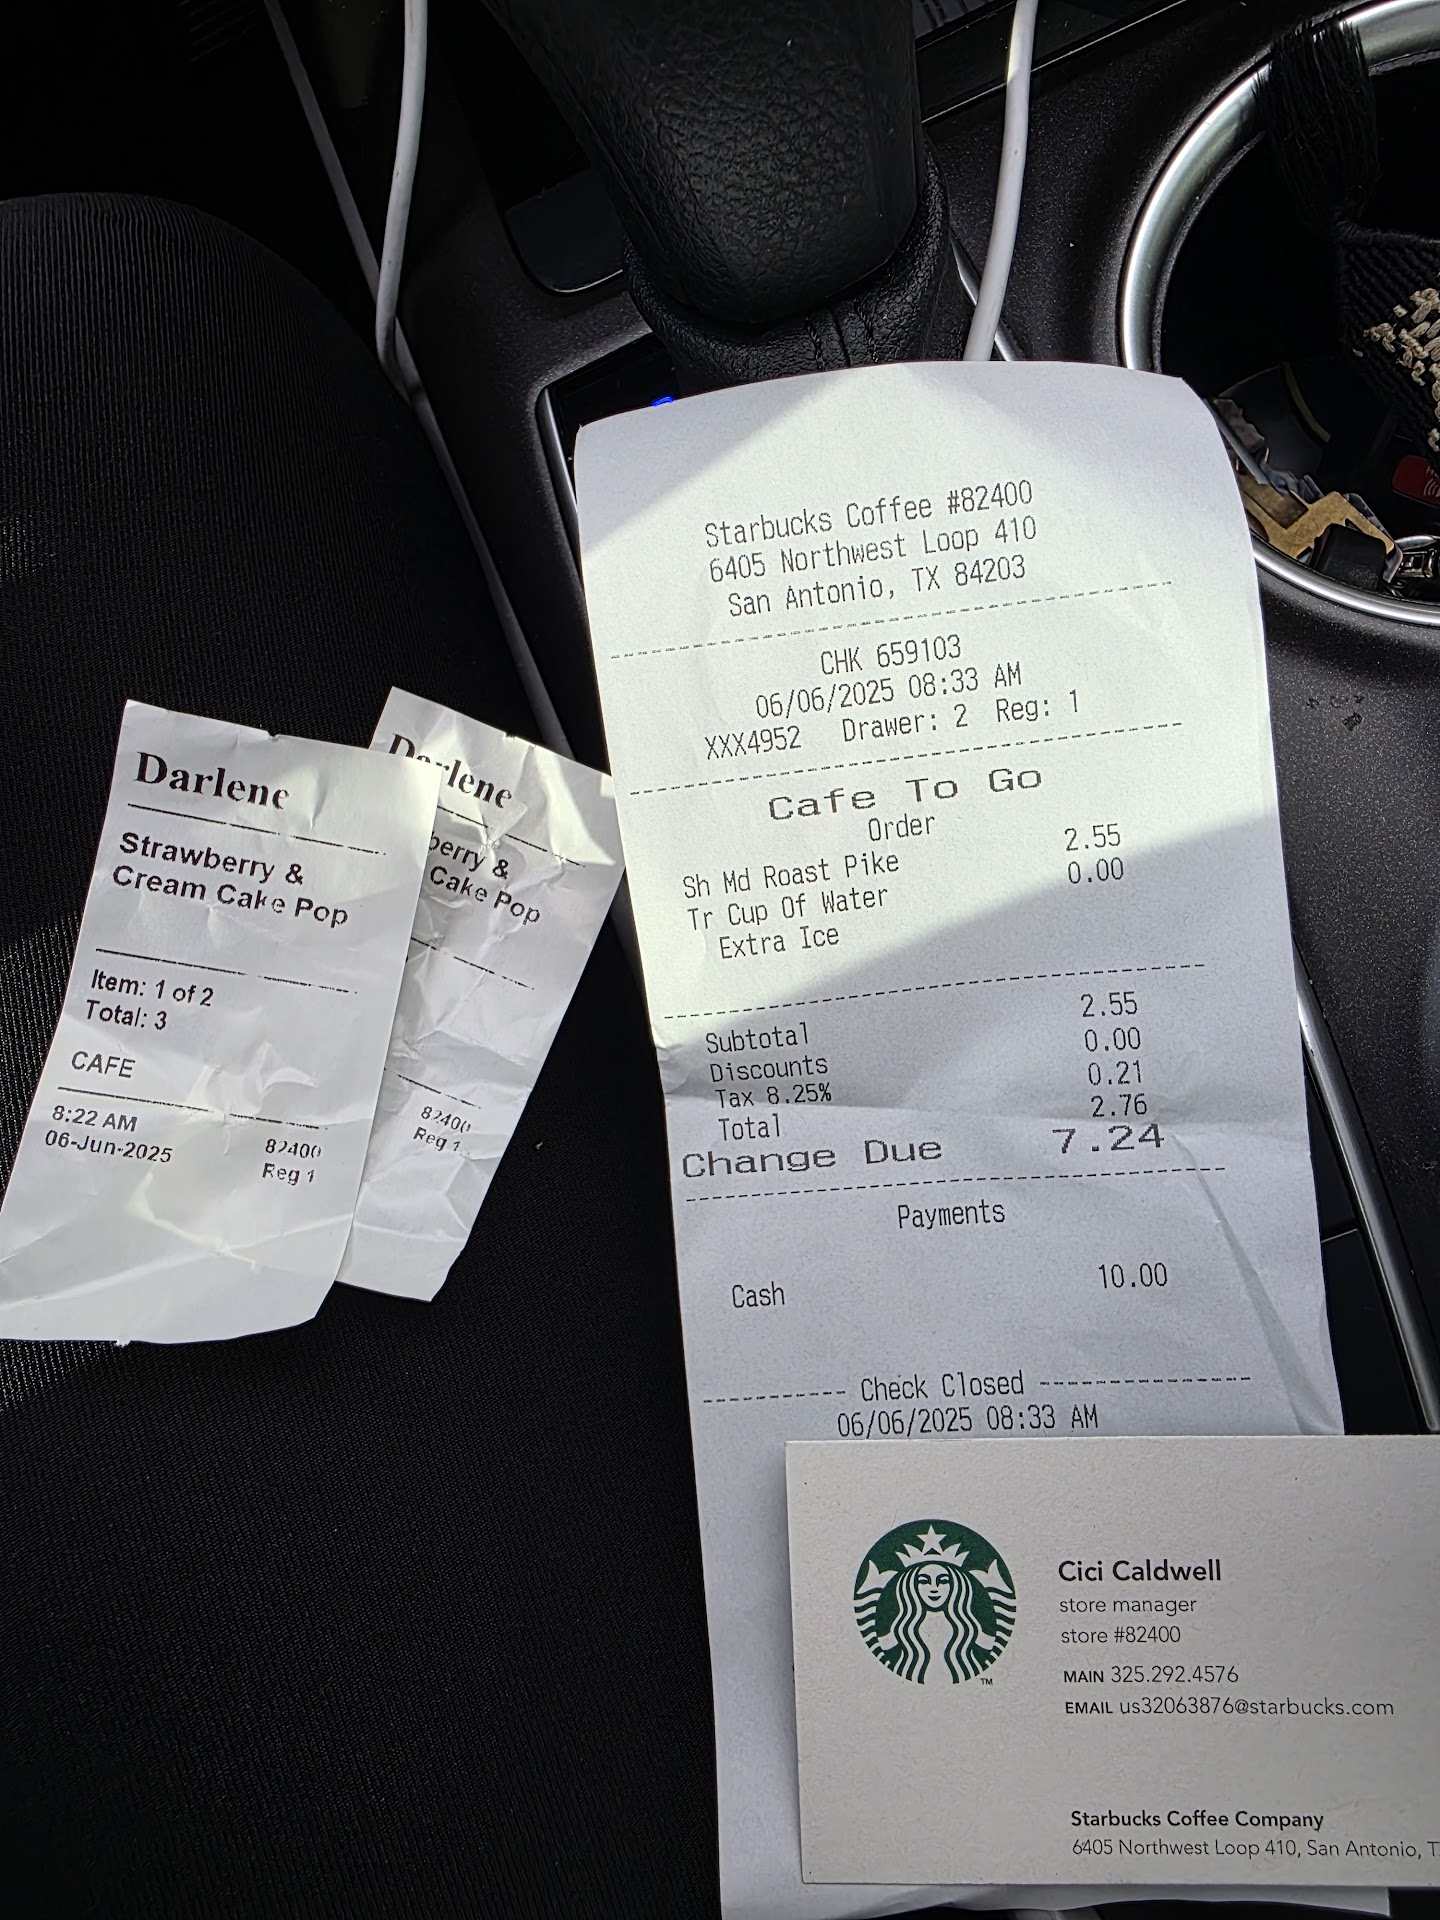 Darlene
Strawberry &
Cream Cake Pop
Item: 1 of 2
Total: 3
CAFE
8:22 AM
06-Jun-2025
82400
Reg 1
Darlene
berry &
Cake Pop
82400
Reg 1
Starbucks Coffee #82400
6405 Northwest Loop 410
San Antonio, TX 84203
CHK 659103
06/06/2025 08:33 AM
XXX4952 Drawer: 2 Reg: 1
Cafe To Go
Order
Sh Md Roast Pike 2.55
Tr Cup Of Water 0.00
Extra Ice
Subtotal 2.55
Discounts 0.00
Tax 8.25% 0.21
Total 2.76
Change Due 7.24
Payments
Cash 10.00
Check Closed
06/06/2025 08:33 AM
Cici Caldwell
store manager
store #82400
MAIN 325.292.4576
EMAIL us32063876@starbucks.com
Starbucks Coffee Company
6405 Northwest Loop 410, San Antonio, T
TM